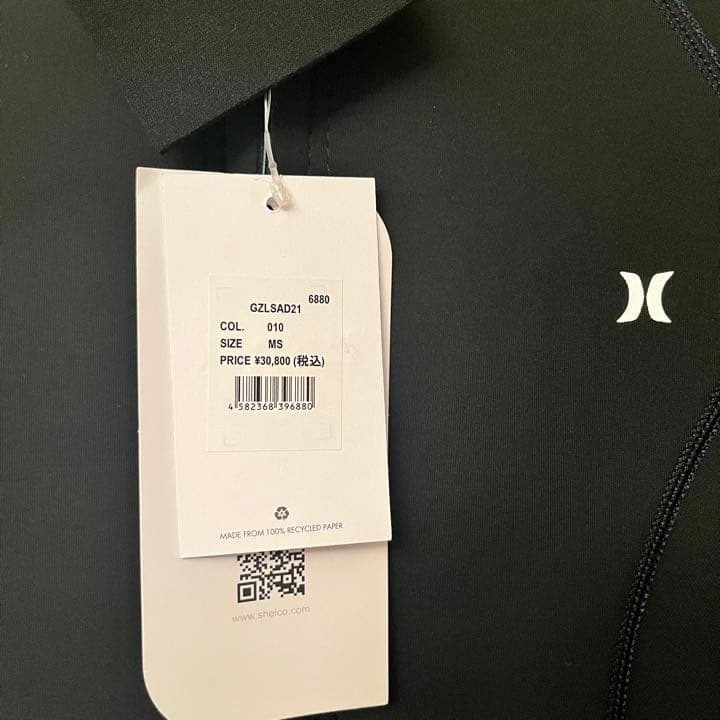 6880
GZLSAD21
COL. 010
SIZE MS
PRICE ¥30,800 (税込)
4 582368 396880
MADE FROM 100% RECYCLED PAPER
www.sheico.com